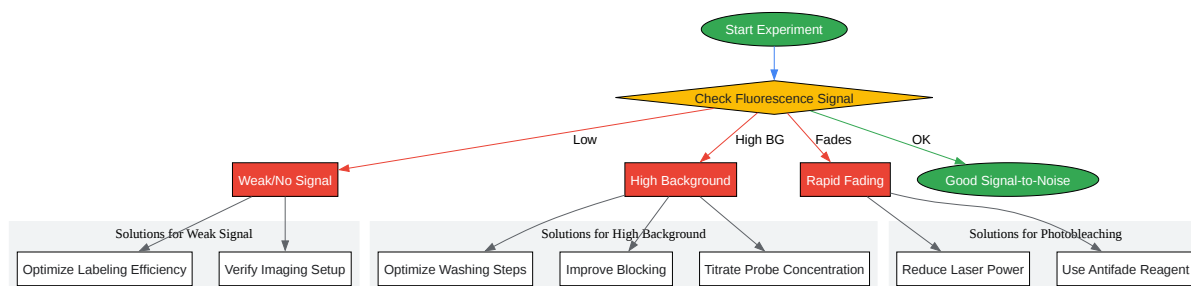 Start Experiment
Check Fluorescence Signal
Low
High BG
Fades
OK
Weak/No Signal
High Background
Rapid Fading
Good Signal-to-Noise
Solutions for Weak Signal
Solutions for High Background
Solutions for Photobleaching
Optimize Labeling Efficiency
Verify Imaging Setup
Optimize Washing Steps
Improve Blocking
Titrate Probe Concentration
Reduce Laser Power
Use Antifade Reagent